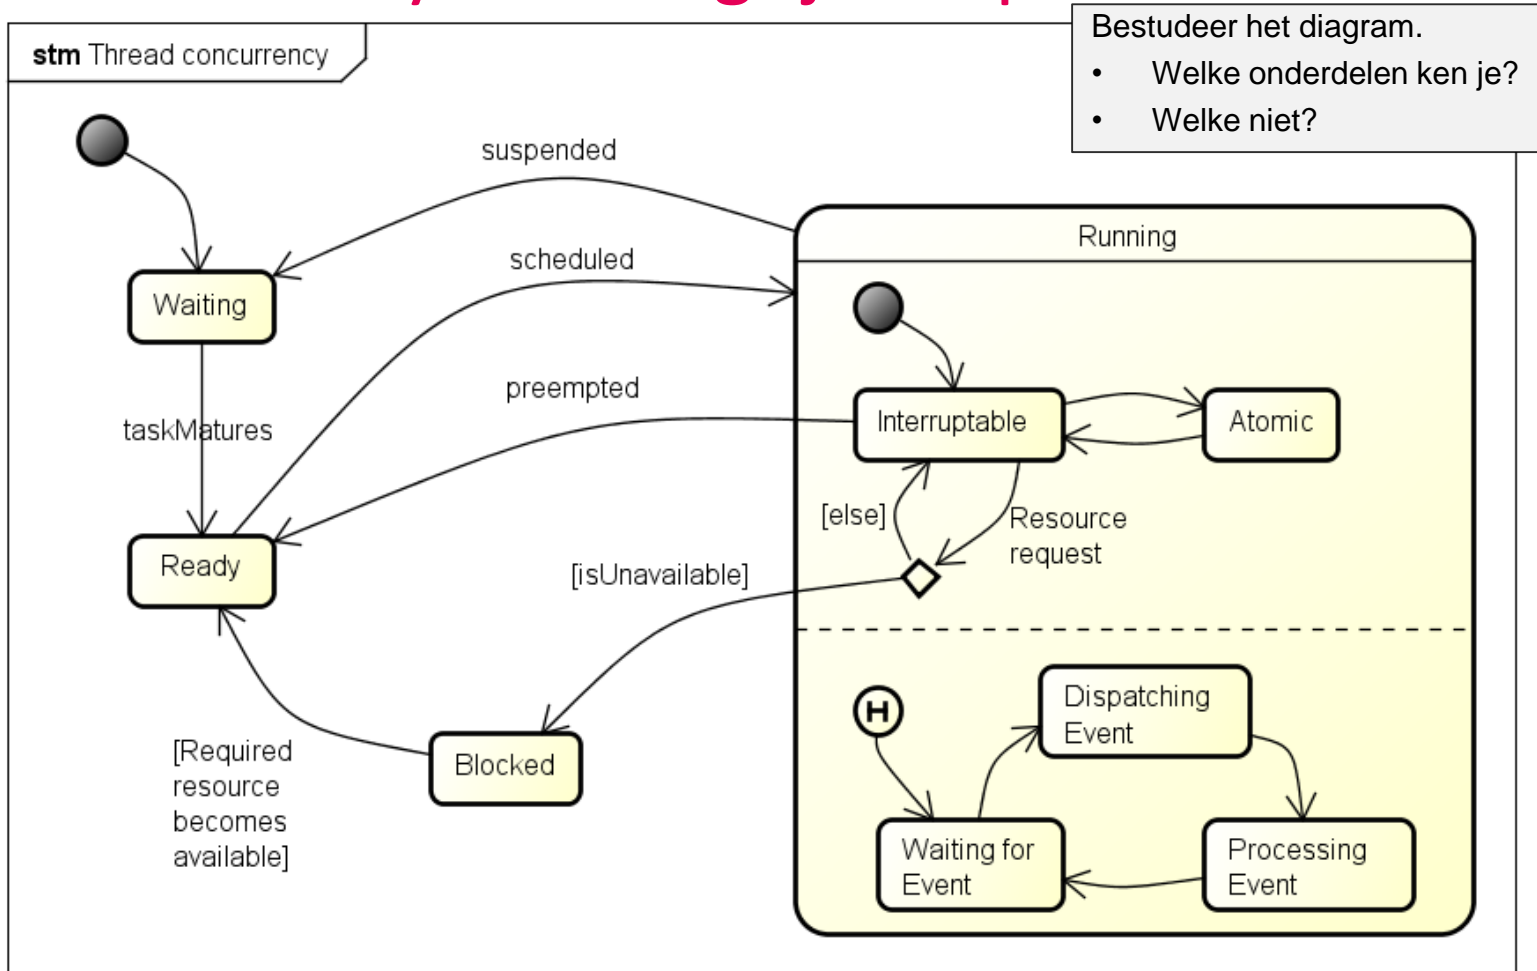 Bestudeer het diagram.
• Welke onderdelen ken je?
• Welke niet?
stm Thread concurrency
suspended
Running
scheduled
Waiting
preempted
Interruptable
Atomic
taskMatures
[else]
Resource
request
Ready
[isUnavailable]
H
Dispatching
Event
[Required
resource
becomes
available]
Blocked
Waiting for
Event
Processing
Event